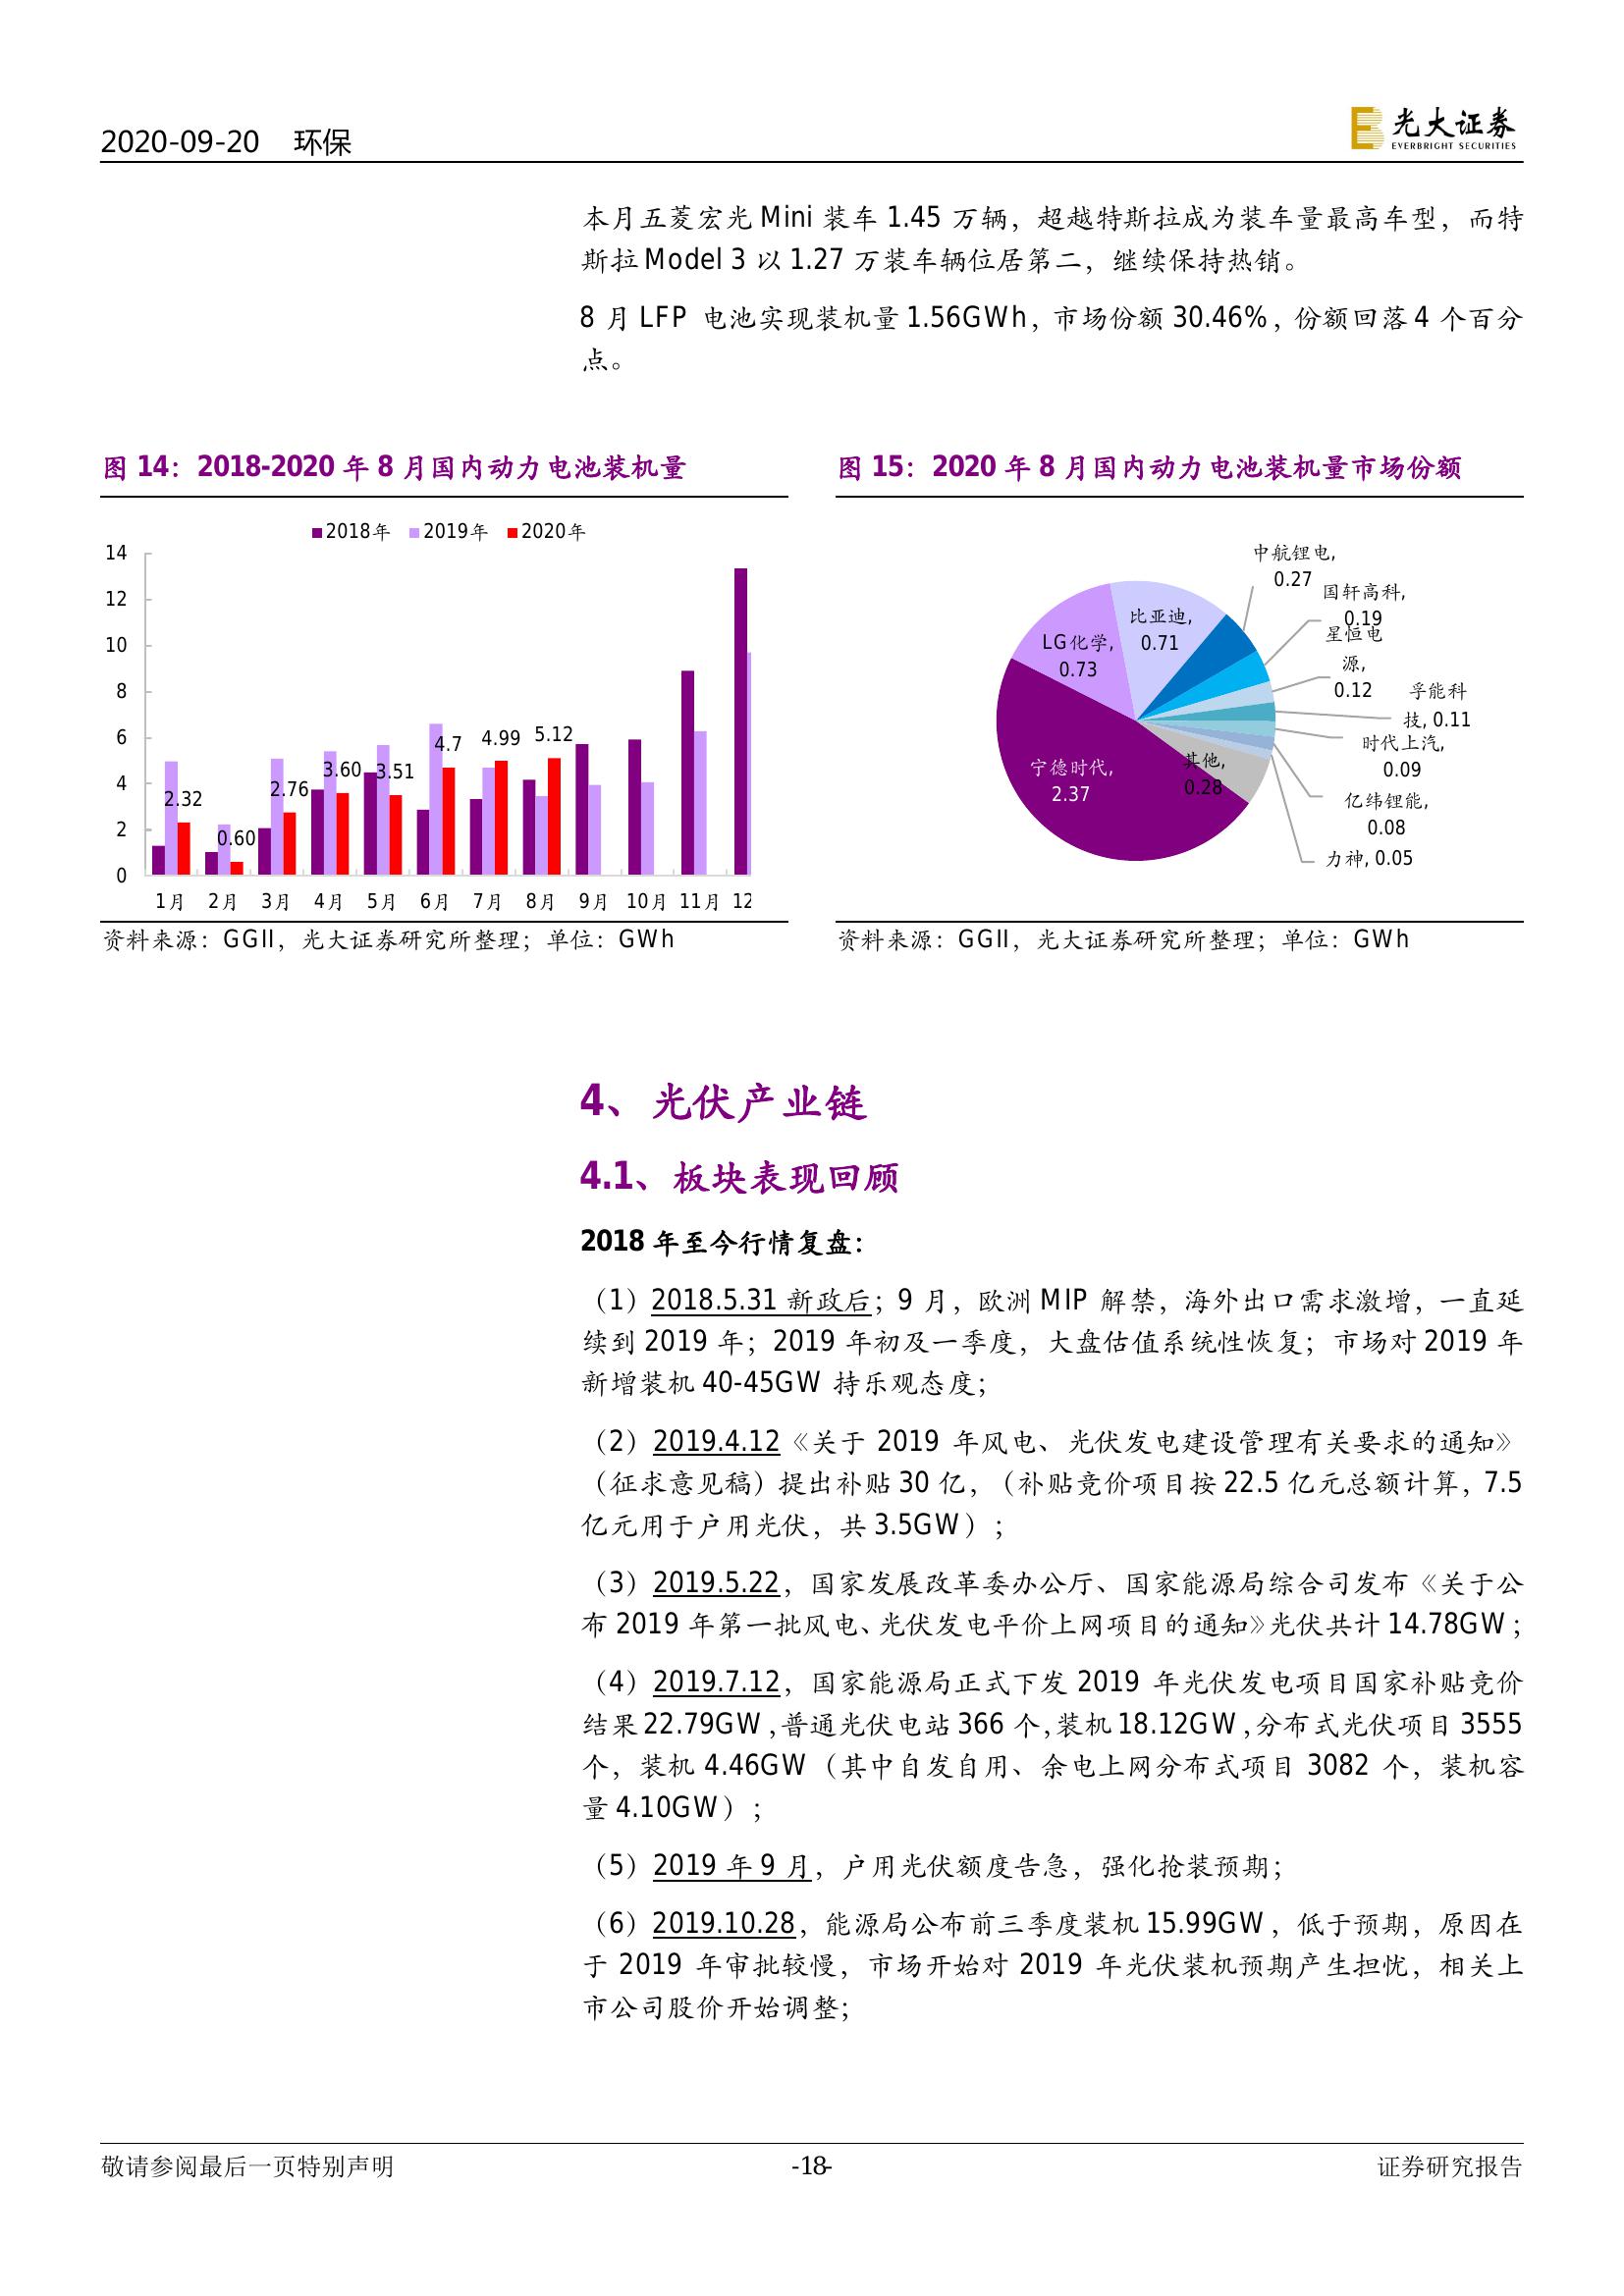 2020-09-20 环保
光大证券
EVERBRIGHT SECURITIES
本月五菱宏光 Mini 装车 1.45 万辆，超越特斯拉成为装车量最高车型，而特
斯拉 Model 3 以 1.27 万装车辆位居第二，继续保持热销。
8 月 LFP 电池实现装机量 1.56GWh，市场份额 30.46%，份额回落 4 个百分
点。
图 14：2018-2020 年 8 月国内动力电池装机量
2018年 2019年 2020年
14
12
10
8
6
4
2
0
2.32
0.60
2.76
3.60
3.51
4.7
4.99
5.12
1月 2月 3月 4月 5月 6月 7月 8月 9月 10月 11月 12
资料来源：GGII，光大证券研究所整理；单位：GWh
图 15：2020 年 8 月国内动力电池装机量市场份额
中航锂电,
0.27
国轩高科,
0.19
星恒电
源,
0.12
孚能科
技, 0.11
时代上汽,
0.09
亿纬锂能,
0.08
力神, 0.05
其他,
0.28
宁德时代,
2.37
LG化学,
0.73
比亚迪,
0.71
资料来源：GGII，光大证券研究所整理；单位：GWh
4、光伏产业链
4.1、板块表现回顾
2018 年至今行情复盘：
（1）2018.5.31 新政后；9 月，欧洲 MIP 解禁，海外出口需求激增，一直延
续到 2019 年；2019 年初及一季度，大盘估值系统性恢复；市场对 2019 年
新增装机 40-45GW 持乐观态度；
（2）2019.4.12《关于 2019 年风电、光伏发电建设管理有关要求的通知》
（征求意见稿）提出补贴 30 亿，（补贴竞价项目按 22.5 亿元总额计算，7.5
亿元用于户用光伏，共 3.5GW）；
（3）2019.5.22，国家发展改革委办公厅、国家能源局综合司发布《关于公
布 2019 年第一批风电、光伏发电平价上网项目的通知》光伏共计 14.78GW；
（4）2019.7.12，国家能源局正式下发 2019 年光伏发电项目国家补贴竞价
结果 22.79GW，普通光伏电站 366 个，装机 18.12GW，分布式光伏项目 3555
个，装机 4.46GW（其中自发自用、余电上网分布式项目 3082 个，装机容
量 4.10GW）；
（5）2019 年 9 月，户用光伏额度告急，强化抢装预期；
（6）2019.10.28，能源局公布前三季度装机 15.99GW，低于预期，原因在
于 2019 年审批较慢，市场开始对 2019 年光伏装机预期产生担忧，相关上
市公司股价开始调整；
敬请参阅最后一页特别声明 -18- 证券研究报告